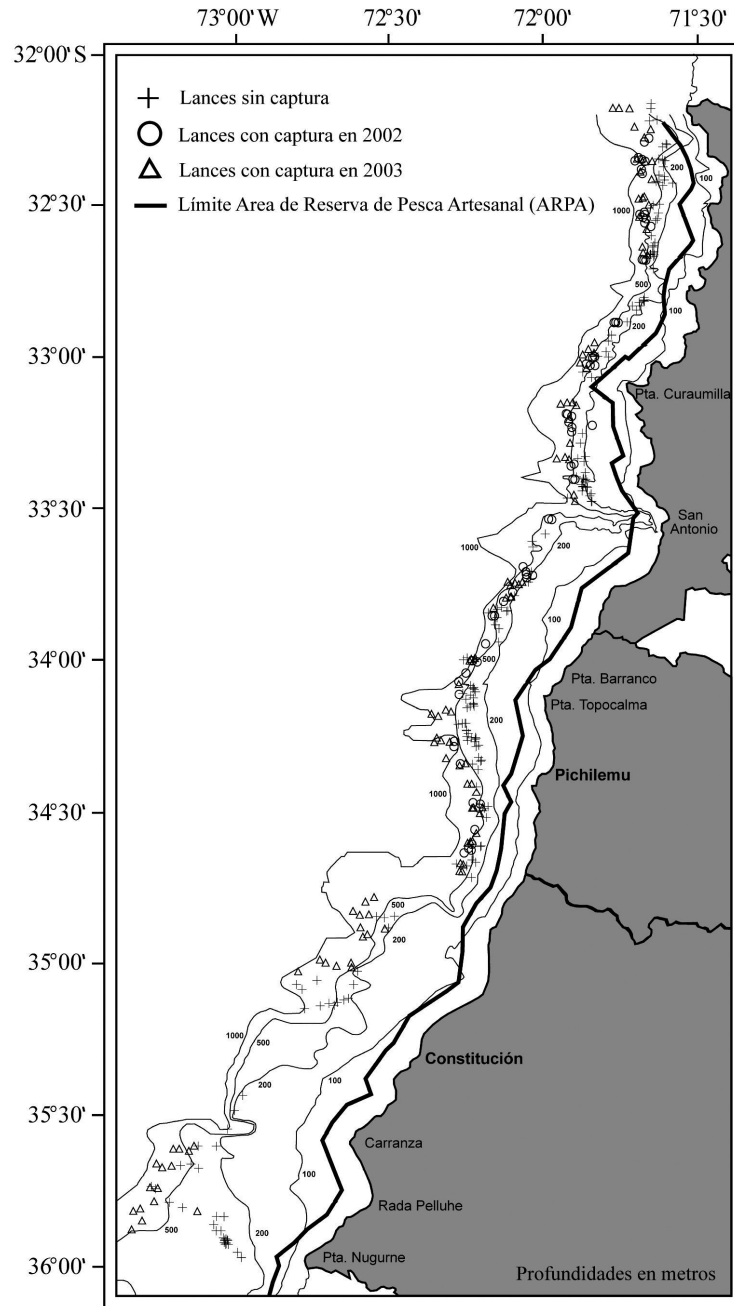 73°00'W 72°30' 72°00' 71°30'
32°00'S
Lances sin captura
Lances con captura en 2002
Lances con captura en 2003
Límite Area de Reserva de Pesca Artesanal (ARPA)
200
100
32°30'
1000
500
100
200
33°00'
Pta. Curaumilla
33°30'
San
Antonio
1000
200
100
34°00'
500
Pta. Barranco
Pta. Topocalma
200
Pichilemu
1000
34°30'
500
200
35°00'
1000
500
Constitución
200
100
35°30'
Carranza
100
Rada Pelluhe
500
200
36°00'
Pta. Nugurne
Profundidades en metros